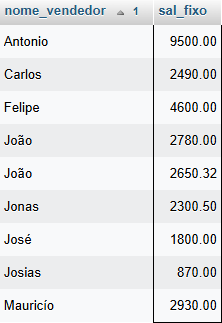 nome_vendedor 1 sal_fixo
Antonio 9500.00
Carlos 2490.00
Felipe 4600.00
João 2780.00
João 2650.32
Jonas 2300.50
José 1800.00
Josias 870.00
Mauricío 2930.00